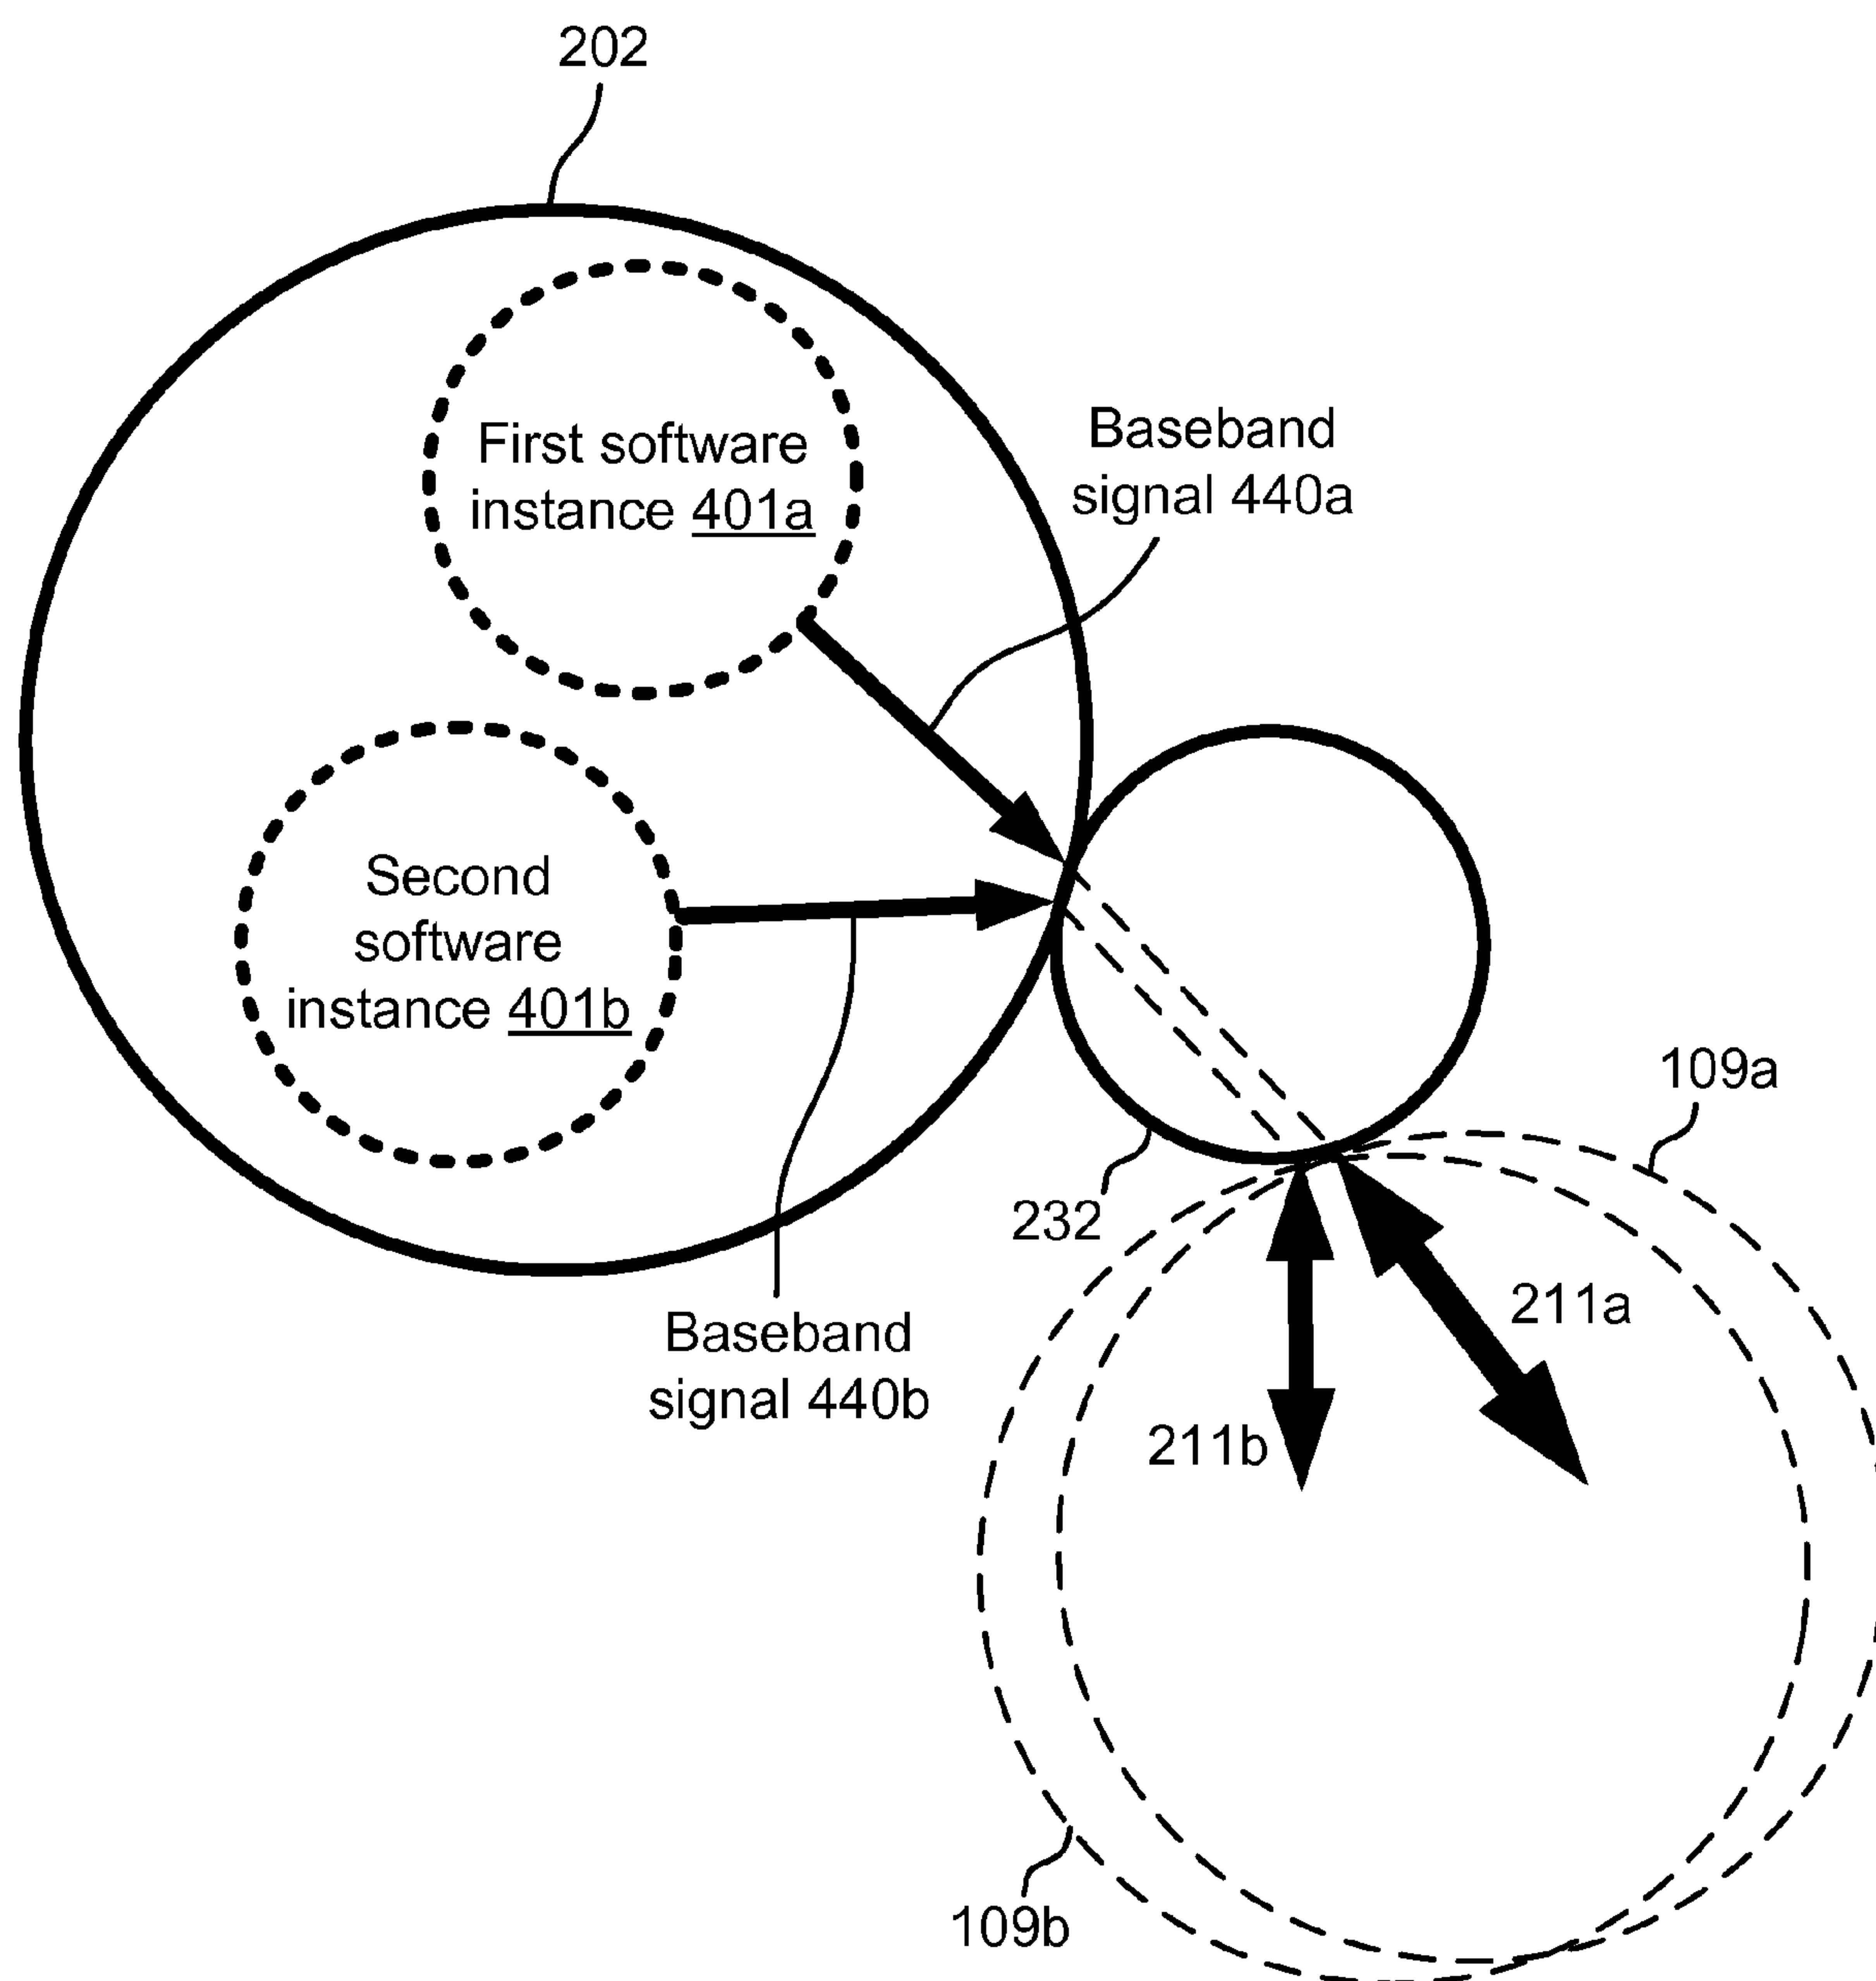 202
First software
instance 401a
Baseband
signal 440a
Second
software
instance 401b
109a
232
211a
Baseband
signal 440b
211b
109b